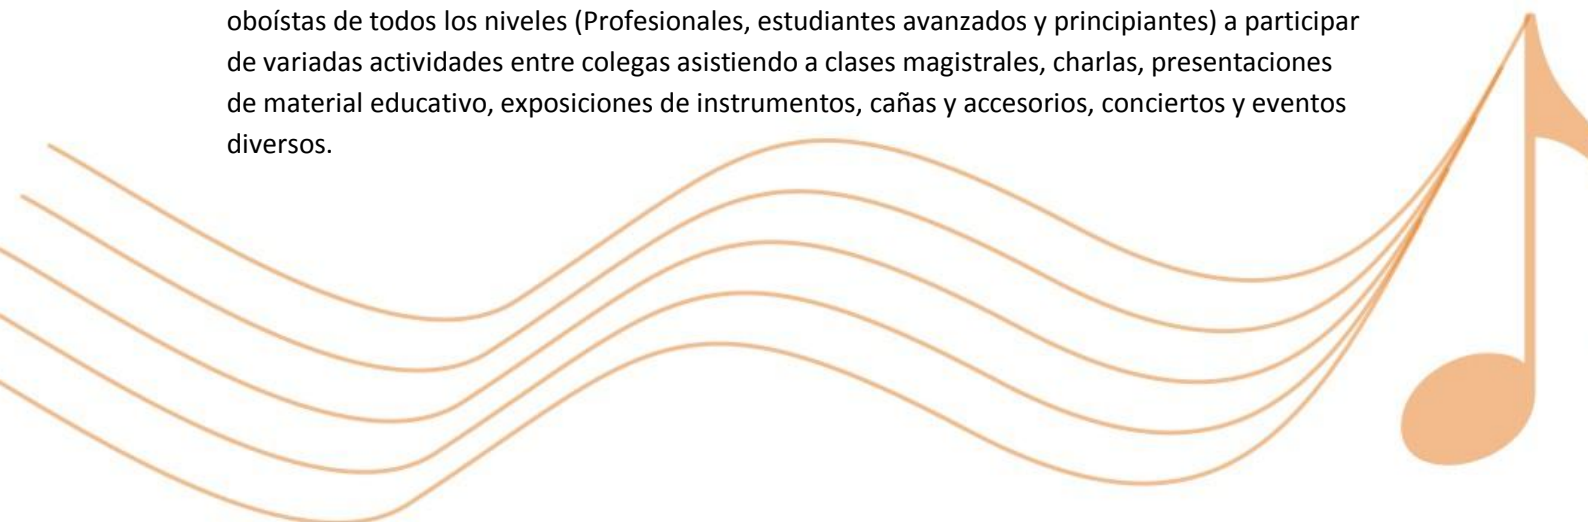 oboístas de todos los niveles (Profesionales, estudiantes avanzados y principiantes) a participar
de variadas actividades entre colegas asistiendo a clases magistrales, charlas, presentaciones
de material educativo, exposiciones de instrumentos, cañas y accesorios, conciertos y eventos
diversos.